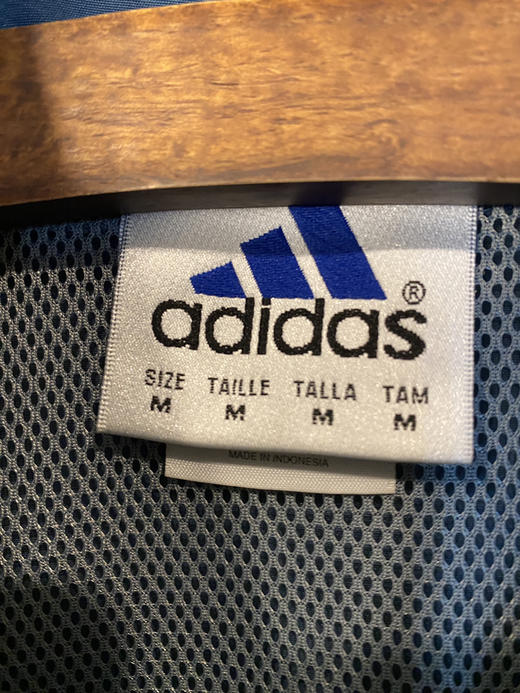 adidas®
SIZE TAILLE TALLA TAM
M M M M
MADE IN INDONESIA